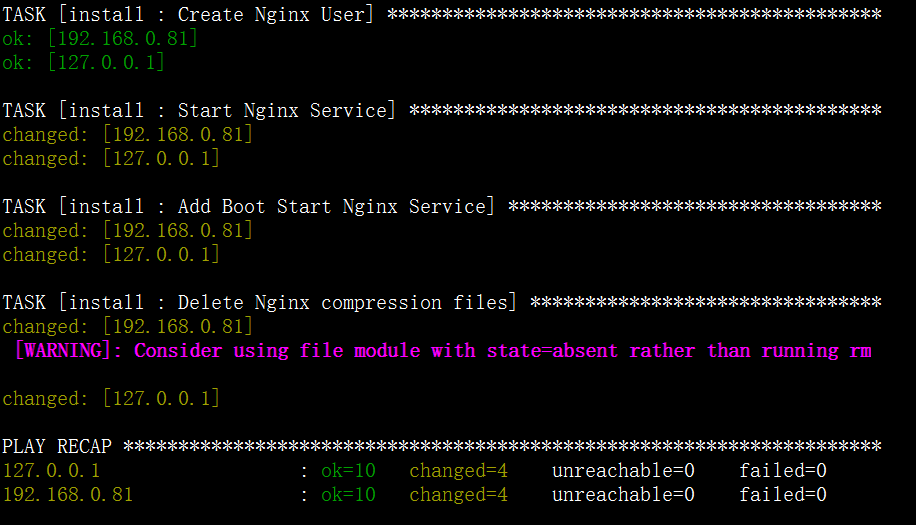 TASK [install : Create Nginx User] *********************************************
ok: [192.168.0.81]
ok: [127.0.0.1]
TASK [install : Start Nginx Service] *******************************************
changed: [192.168.0.81]
changed: [127.0.0.1]
TASK [install : Add Boot Start Nginx Service] **********************************
changed: [192.168.0.81]
changed: [127.0.0.1]
TASK [install : Delete Nginx compression files] ********************************
changed: [192.168.0.81]
[WARNING]: Consider using file module with state=absent rather than running rm
changed: [127.0.0.1]
PLAY RECAP *********************************************************************
127.0.0.1                  : ok=10   changed=4    unreachable=0    failed=0
192.168.0.81               : ok=10   changed=4    unreachable=0    failed=0